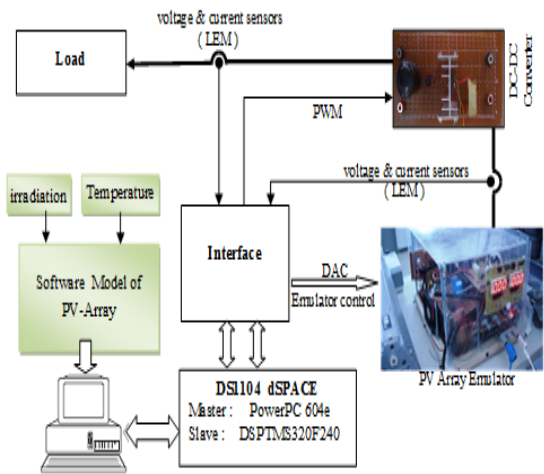 voltage & current sensors
( LEM )
Load
DC-DC
Converter
PWM
voltage & current sensors
(LEM )
irradiation
Temperature
Interface
Software Model of
PV-Array
DAC
Emulator control
PV Array Emulator
DS1104 dSPACE
Master : PowerPC 604e
Slave : DSPTMS320F240